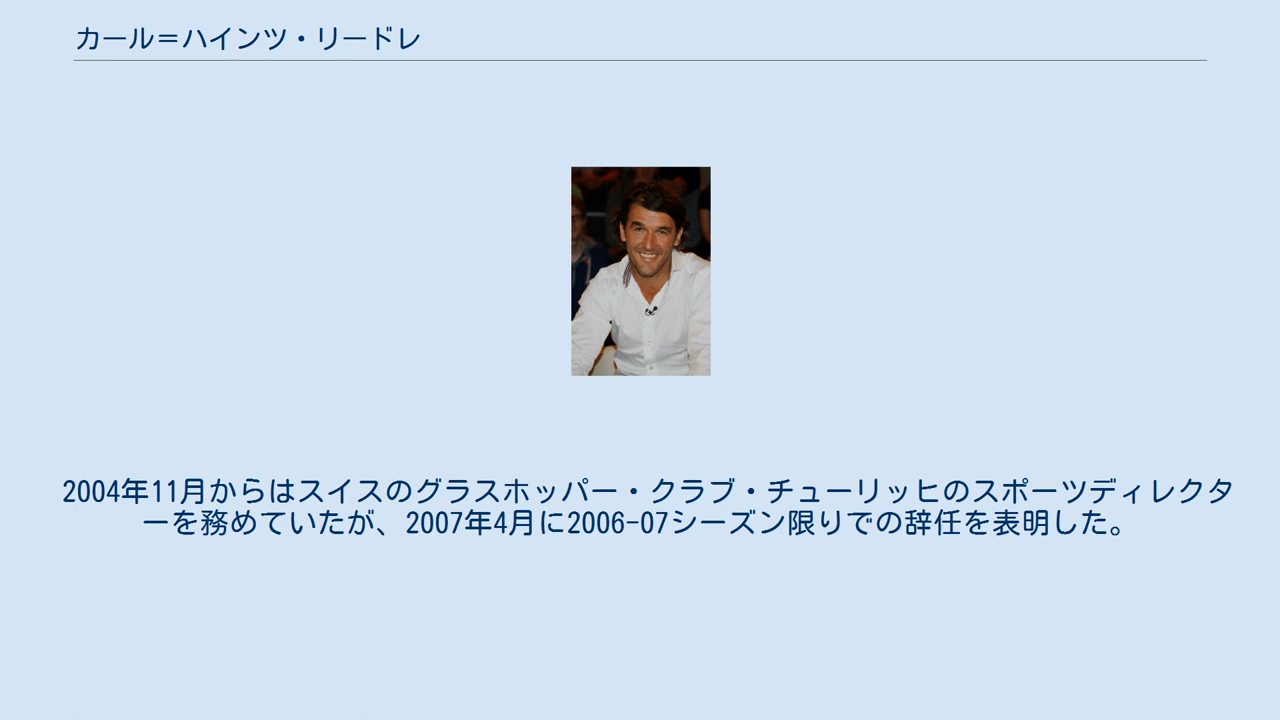 カール＝ハインツ・リードレ
2004年11月からはスイスのグラスホッパー・クラブ・チューリッヒのスポーツディレクタ
ーを務めていたが、2007年4月に2006-07シーズン限りでの辞任を表明した。